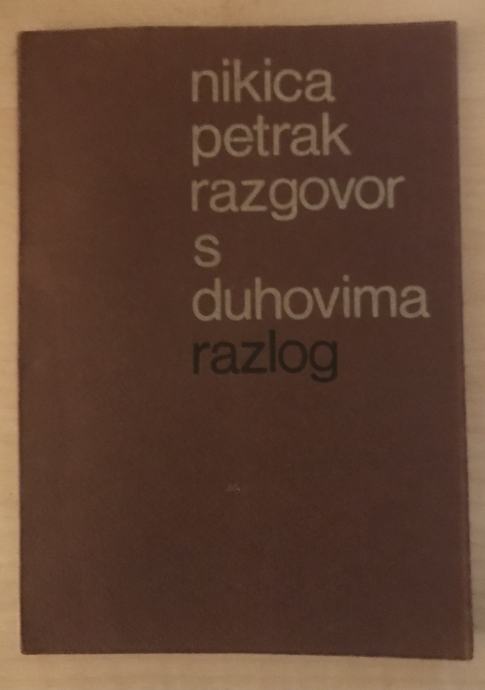 nikica
petrak
razgovor
s
duhovima
razlog